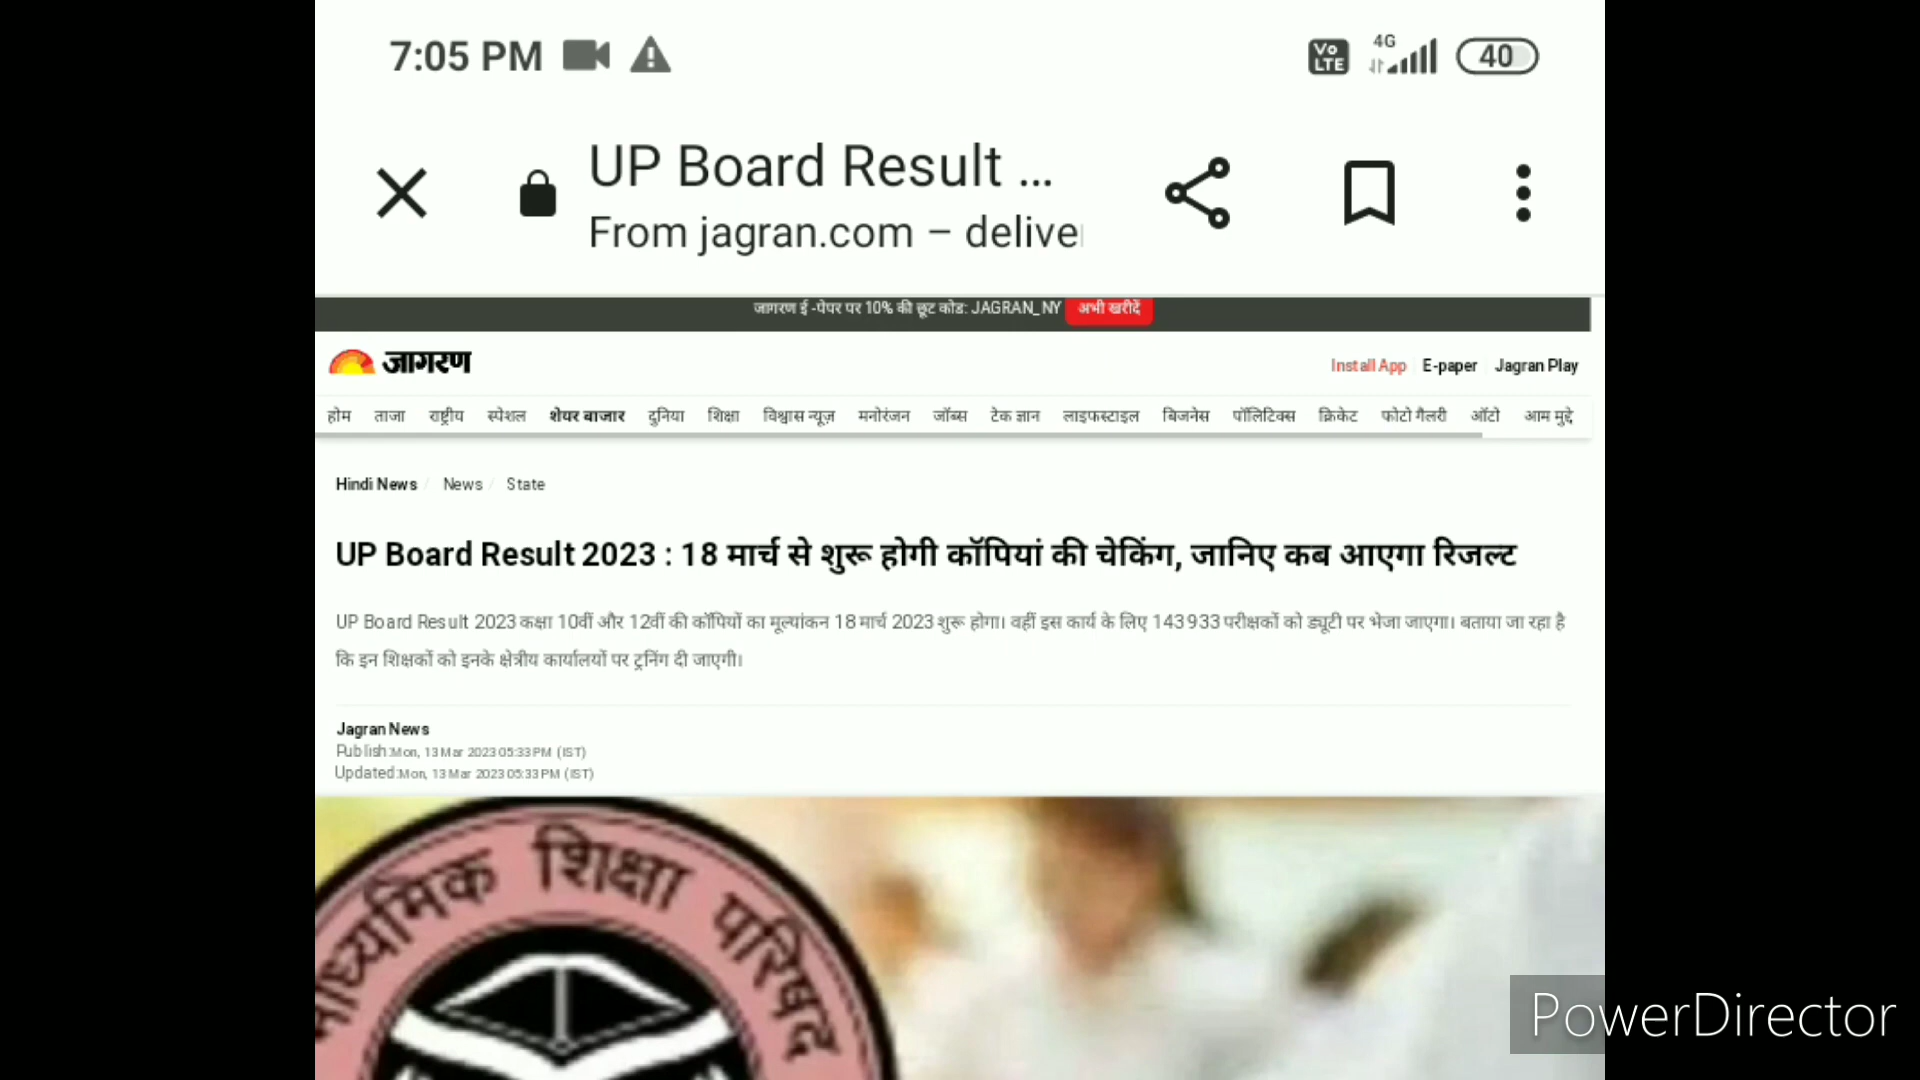 7:05 PM
Vo LTE 4G 40
UP Board Result ...
From jagran.com – delive
जागरण ई -पेपर पर 10% की छूट कोड: JAGRAN_NY अभी खरीदें
जागरण
Install App E-paper Jagran Play
होम ताजा राष्ट्रीय स्पेशल शेयर बाजार दुनिया शिक्षा विश्वास न्यूज़ मनोरंजन जॉब्स टेक ज्ञान लाइफस्टाइल बिजनेस पॉलिटिक्स क्रिकेट फोटो गैलरी ऑटो आम मुद्दे
Hindi News / News / State
UP Board Result 2023 : 18 मार्च से शुरू होगी कॉपियां की चेकिंग, जानिए कब आएगा रिजल्ट
UP Board Result 2023 कक्षा 10वीं और 12वीं की कॉपियों का मूल्यांकन 18 मार्च 2023 शुरू होगा। वहीं इस कार्य के लिए 143933 परीक्षकों को ड्यूटी पर भेजा जाएगा। बताया जा रहा है
कि इन शिक्षकों को इनके क्षेत्रीय कार्यालयों पर ट्रनिंग दी जाएगी।
Jagran News
Publish:Mon, 13 Mar 2023 05:33 PM (IST)
Updated:Mon, 13 Mar 2023 05:33 PM (IST)
माध्यमिक शिक्षा परिषद
PowerDirector